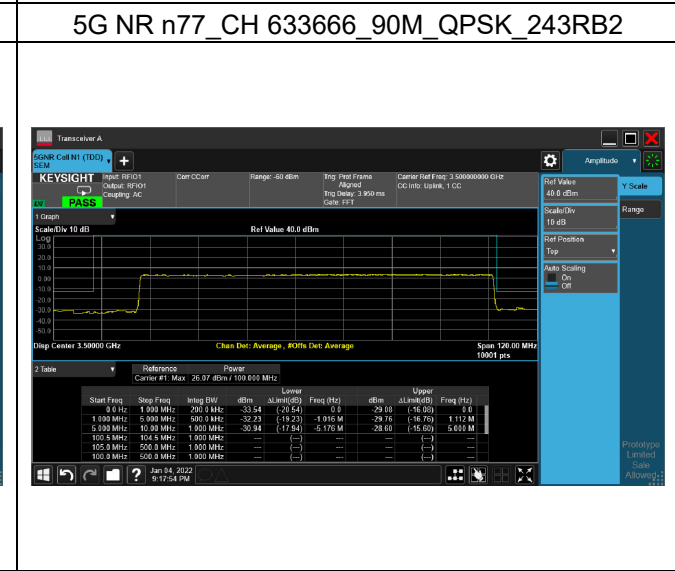 5G NR n77_CH 633666_90M_QPSK_243RB2
Transceiver A
5GNR Cell N1 (TDD)
SEM
Amplitude
KEYSIGHT
PASS
Input: RFIO1
Output: RFIO1
Coupling: AC
Corr CCorr
Range: -60 dBm
Trig: Prot Frame
Aligned
Trig Delay: 3.950 ms
Gate: FFT
Carrier Ref Freq: 3.500000000 GHz
CC Info: Uplink, 1 CC
Ref Value
40.0 dBm
Y Scale
Scale/Div
10 dB
Range
Ref Position
Top
Auto Scaling
On
Off
1 Graph
Scale/Div 10 dB
Ref Value 40.0 dBm
Log
30.0
20.0
10.0
0.00
-10.0
-20.0
-30.0
-40.0
-50.0
Disp Center 3.50000 GHz
Chan Det: Average, #Offs Det: Average
Span 120.00 MHz
10001 pts
2 Table
Reference Power
Carrier #1: Max 26.07 dBm / 100.000 MHz
Lower Upper
Start Freq Stop Freq Integ BW dBm ΔLimit(dB) Freq (Hz) dBm ΔLimit(dB) Freq (Hz)
0.0 Hz 1.000 MHz 200.0 kHz -33.54 (-20.54) 0.0 -29.08 (-16.08) 0.0
1.000 MHz 5.000 MHz 500.0 kHz -32.23 (-19.23) -1.016 M -29.76 (-16.76) 1.112 M
5.000 MHz 10.00 MHz 1.000 MHz -30.94 (-17.94) -5.176 M -28.60 (-15.60) 5.000 M
100.5 MHz 104.5 MHz 1.000 MHz --- (---) --- --- (---) ---
105.0 MHz 500.0 MHz 1.000 MHz --- (---) --- --- (---) ---
100.0 MHz 500.0 MHz 1.000 MHz --- (---) --- --- (---) ---
Jan 04, 2022
9:17:54 PM
Prototype
Limited
Sale
Allowed